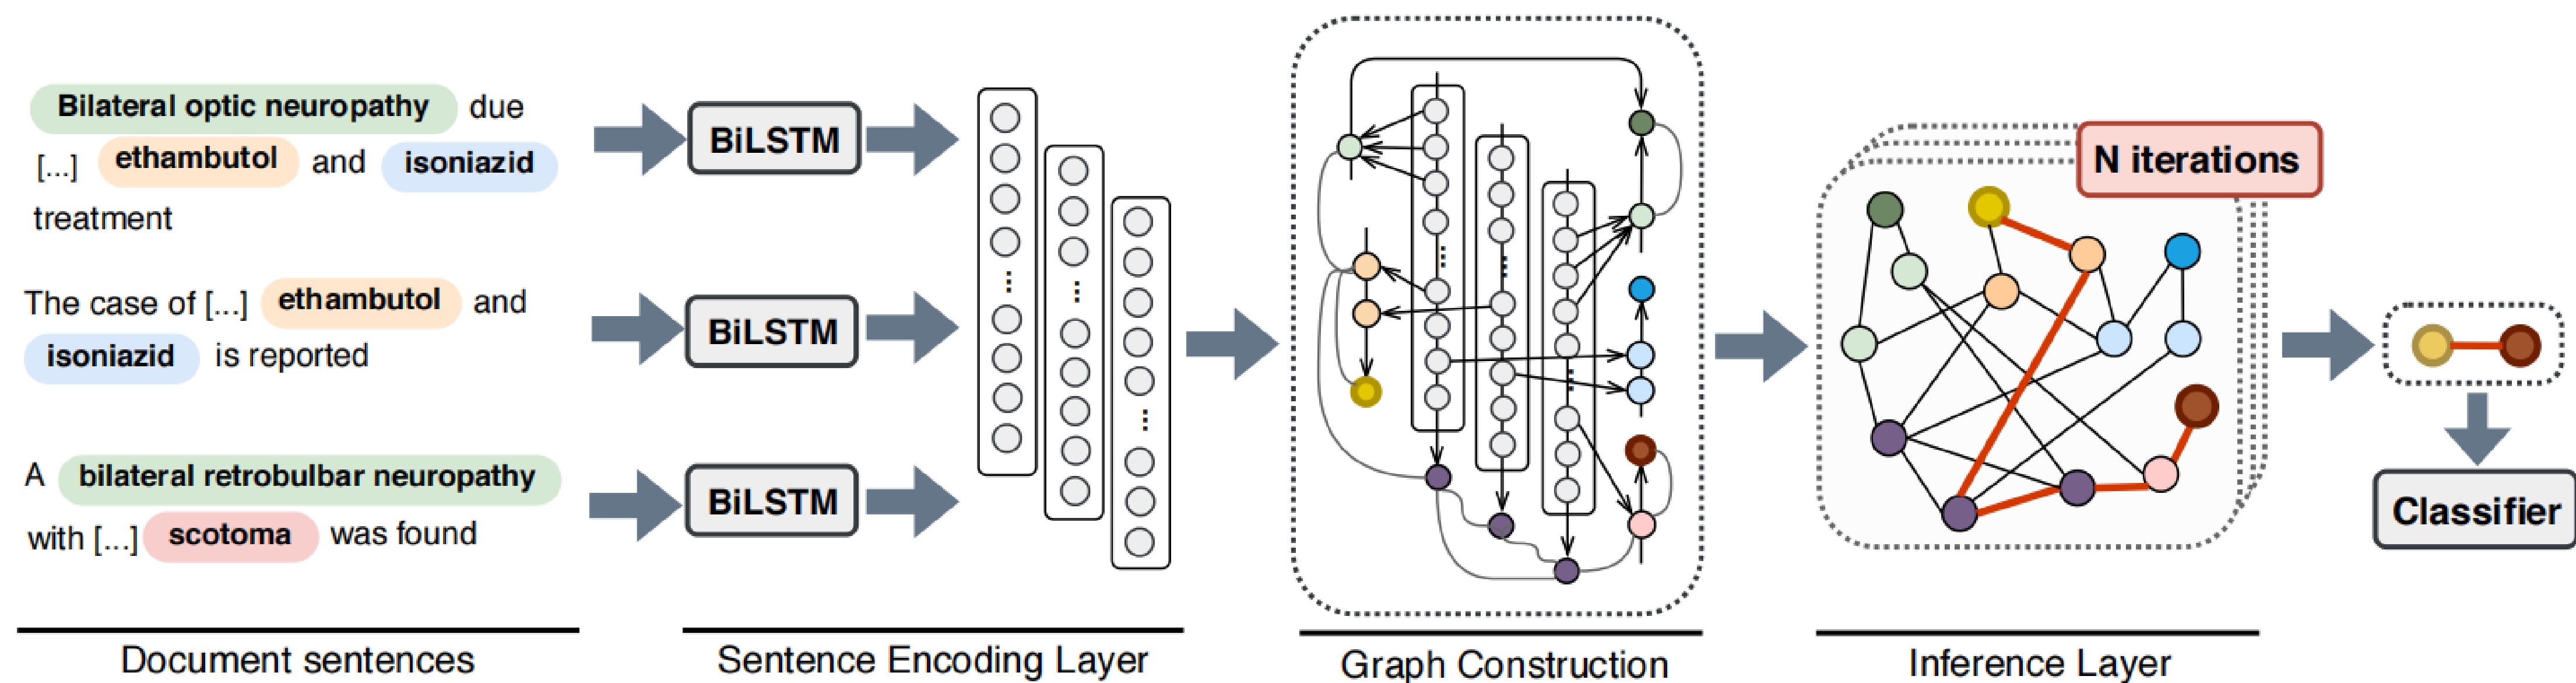 Bilateral optic neuropathy due
[...] ethambutol and isoniazid
treatment
The case of [...] ethambutol and
isoniazid is reported
A bilateral retrobulbar neuropathy
with [...] scotoma was found
BiLSTM
BiLSTM
BiLSTM
N iterations
Classifier
Document sentences
Sentence Encoding Layer
Graph Construction
Inference Layer